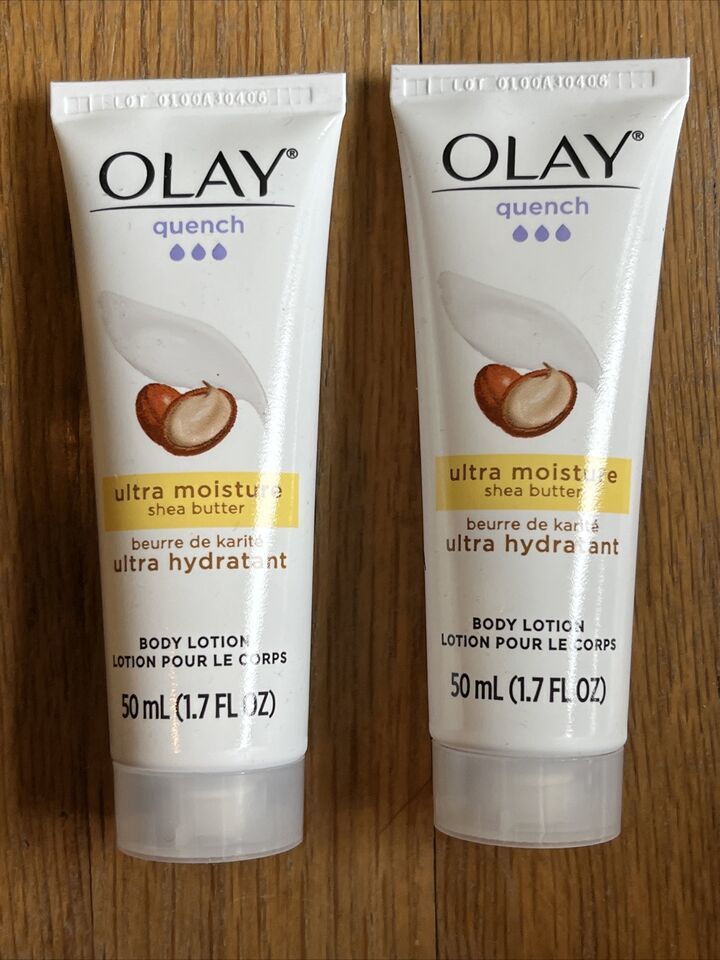 LOT 0100A30406
OLAY®
quench
ultra moisture
shea butter
beurre de karité
ultra hydratant
BODY LOTION
LOTION POUR LE CORPS
50 mL (1.7 FL OZ)
LOT 0100A30406
OLAY®
quench
ultra moisture
shea butter
beurre de karité
ultra hydratant
BODY LOTION
LOTION POUR LE CORPS
50 mL (1.7 FL OZ)